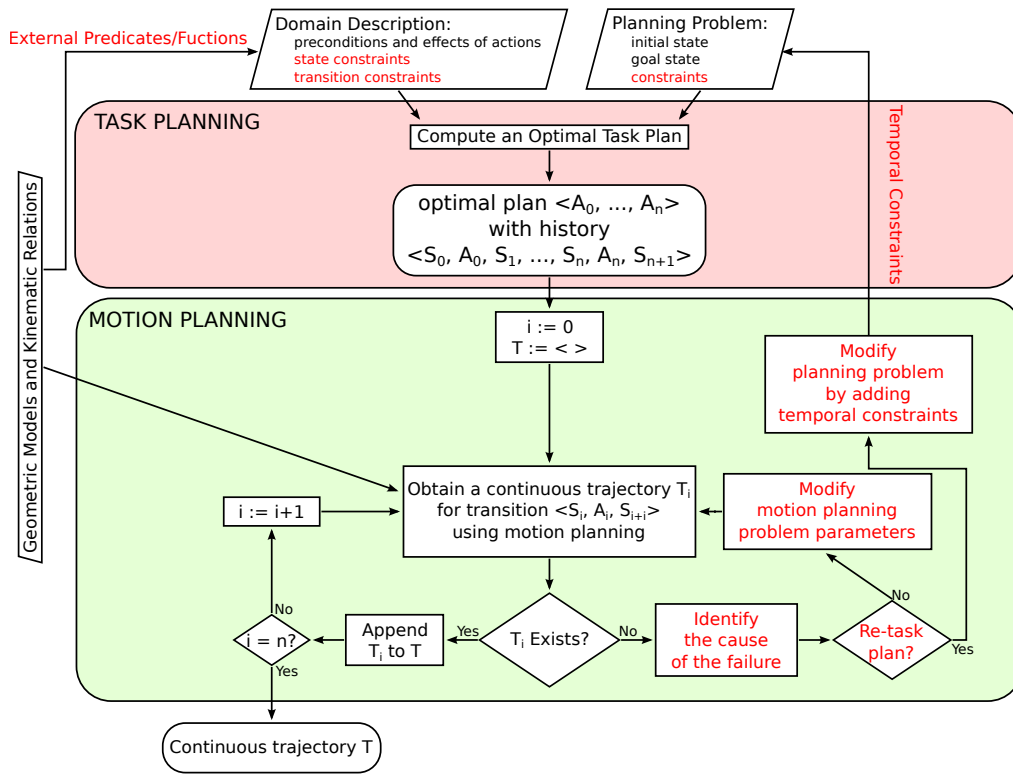 Domain Description:
preconditions and effects of actions
state constraints
transition constraints
Planning Problem:
initial state
goal state
constraints
External Predicates/Fuctions
TASK PLANNING
Compute an Optimal Task Plan
optimal plan <A₀, ..., Aₙ>
with history
<S₀, A₀, S₁, ..., Sₙ, Aₙ, Sₙ₊₁>
Temporal Constraints
Geometric Models and Kinematic Relations
MOTION PLANNING
i := 0
T := < >
Modify
planning problem
by adding
temporal constraints
Obtain a continuous trajectory Tᵢ
for transition <Sᵢ, Aᵢ, Sᵢ₊ᵢ>
using motion planning
i := i+1
Modify
motion planning
problem parameters
No
No
i = n?
Yes
Append
Tᵢ to T
Yes
Tᵢ Exists?
No
Identify
the cause
of the failure
Re-task
plan?
Yes
Continuous trajectory T